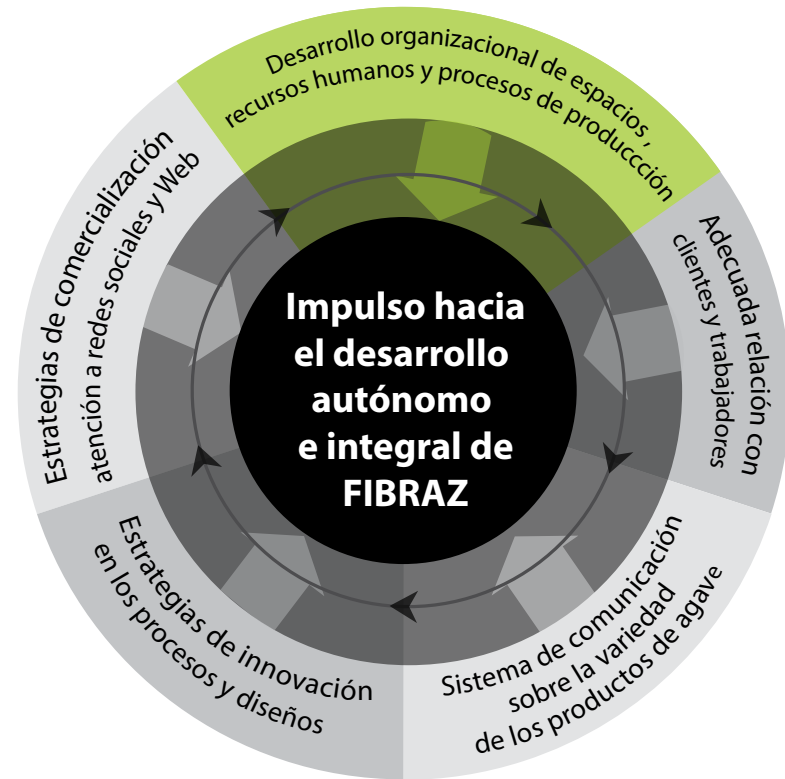 Desarrollo organizacional de espacios ,
recursos humanos y procesos de produccción
Adecuada relación con
clientes y trabajadores
Sistema de comunicación
sobre la variedad
de los productos de agave
Estrategias de innovación
en los procesos y diseños
Estrategias de comercialización
atención a redes sociales y Web
Impulso hacia
el desarrollo
autónomo
e integral de
FIBRAZ